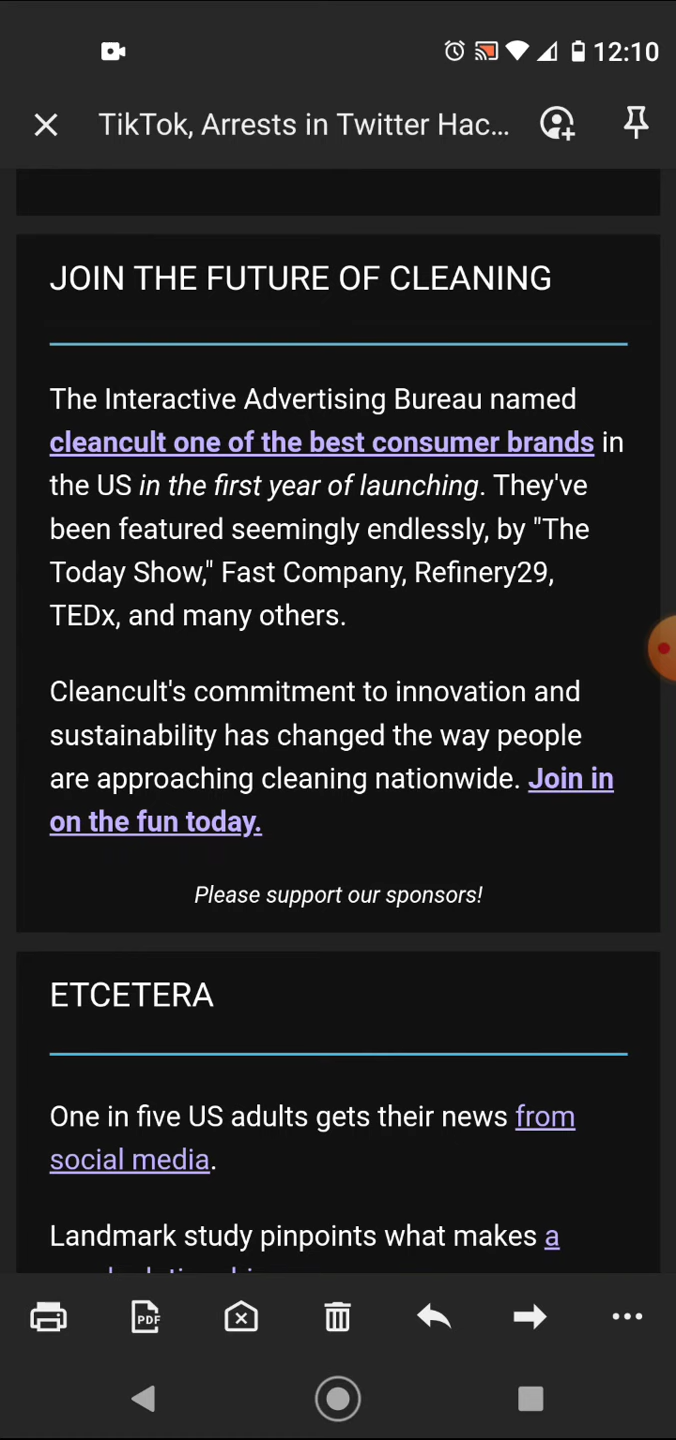 12:10
TikTok, Arrests in Twitter Hac...
JOIN THE FUTURE OF CLEANING
The Interactive Advertising Bureau named
cleancult one of the best consumer brands in
the US in the first year of launching. They've
been featured seemingly endlessly, by "The
Today Show," Fast Company, Refinery29,
TEDx, and many others.
Cleancult's commitment to innovation and
sustainability has changed the way people
are approaching cleaning nationwide. Join in
on the fun today.
Please support our sponsors!
ETCETERA
One in five US adults gets their news from
social media.
Landmark study pinpoints what makes a
PDF